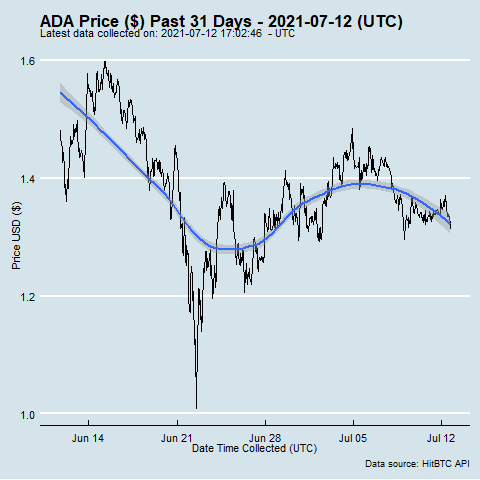 ADA Price ($) Past 31 Days - 2021-07-12 (UTC)
Latest data collected on: 2021-07-12 17:02:46 - UTC
1.6
1.4
1.2
1.0
Price USD ($)
Jun 14 Jun 21 Jun 28 Jul 05 Jul 12
Date Time Collected (UTC)
Data source: HitBTC API